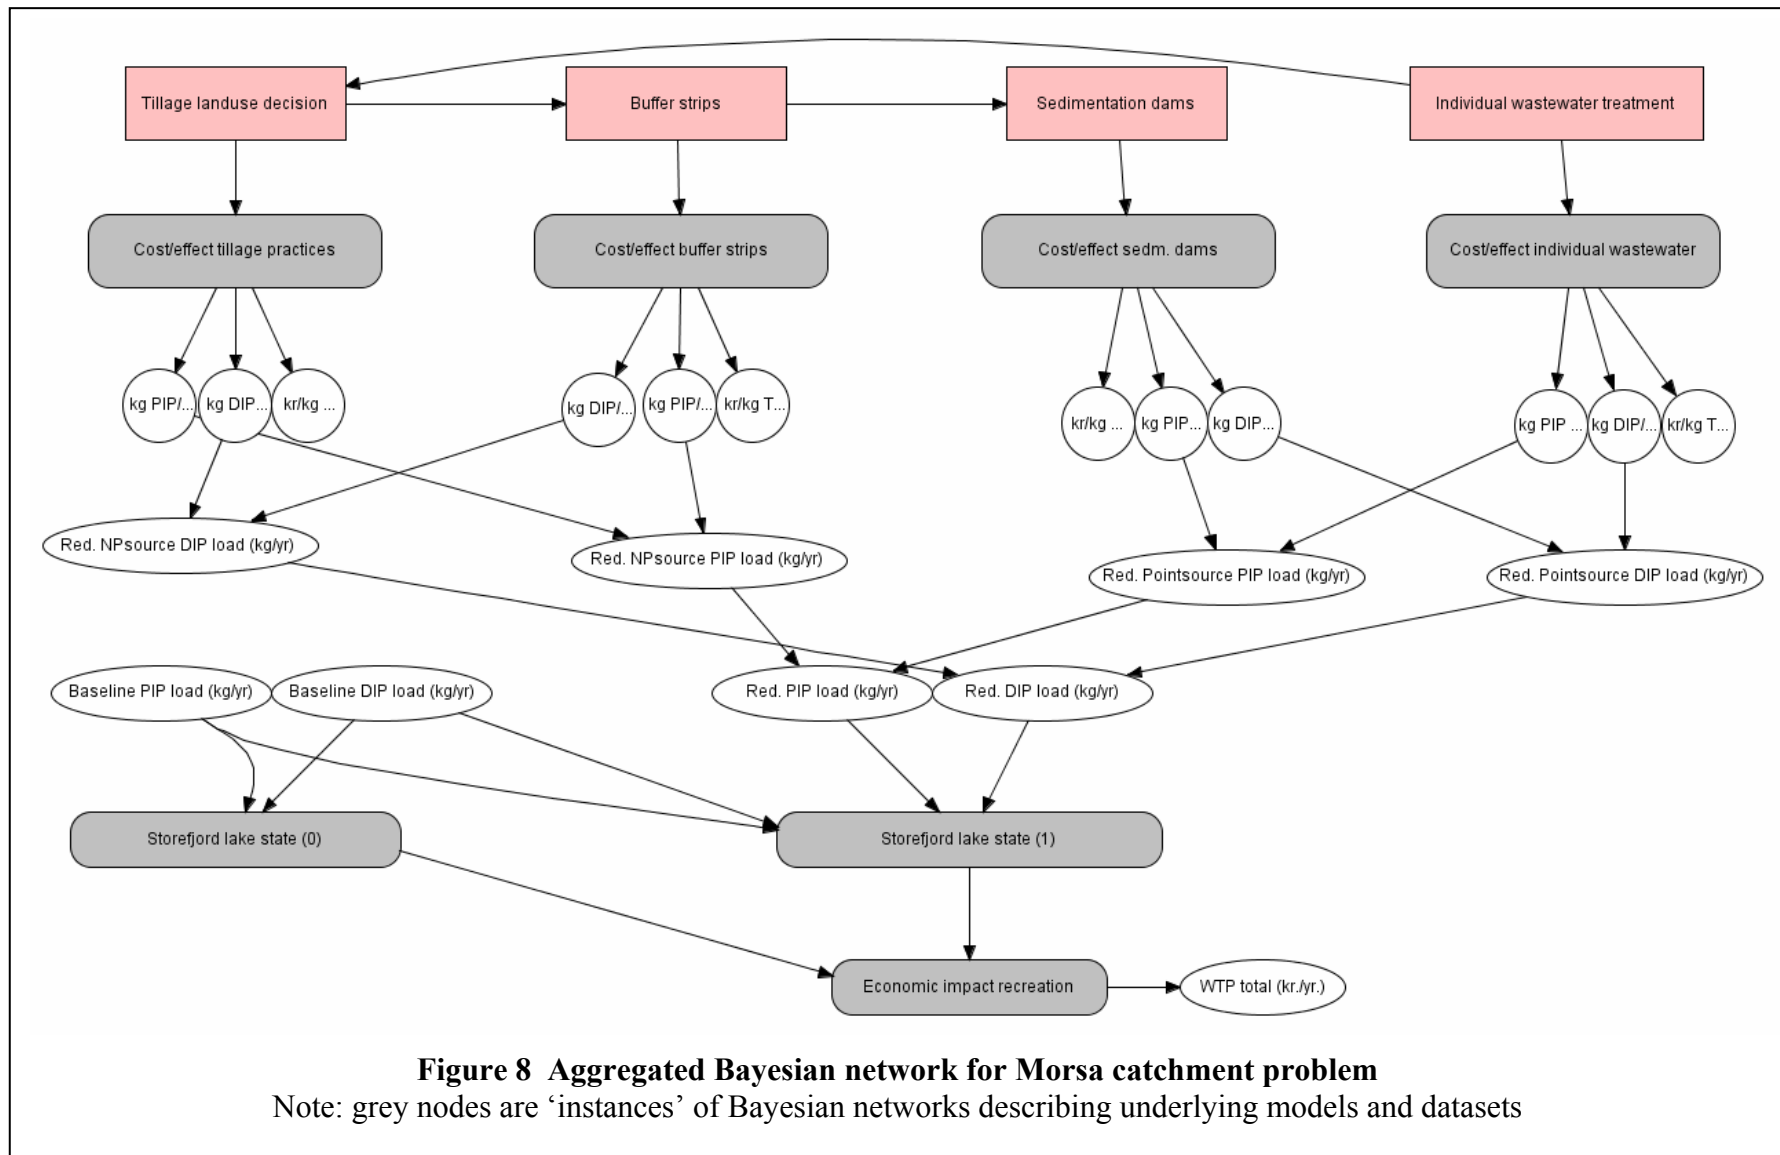 Tillage landuse decision
Buffer strips
Sedimentation dams
Individual wastewater treatment
Cost/effect tillage practices
Cost/effect buffer strips
Cost/effect sedm. dams
Cost/effect individual wastewater
kg PIP/...
kg DIP...
kr/kg ...
kg DIP/...
kg PIP/...
kr/kg T...
kr/kg ...
kg PIP...
kg DIP...
kg PIP ...
kg DIP/...
kr/kg T...
Red. NPsource DIP load (kg/yr)
Red. NPsource PIP load (kg/yr)
Red. Pointsource PIP load (kg/yr)
Red. Pointsource DIP load (kg/yr)
Baseline PIP load (kg/yr)
Baseline DIP load (kg/yr)
Red. PIP load (kg/yr)
Red. DIP load (kg/yr)
Storefjord lake state (0)
Storefjord lake state (1)
Economic impact recreation
WTP total (kr./yr.)
Figure 8  Aggregated Bayesian network for Morsa catchment problem
Note: grey nodes are ‘instances’ of Bayesian networks describing underlying models and datasets